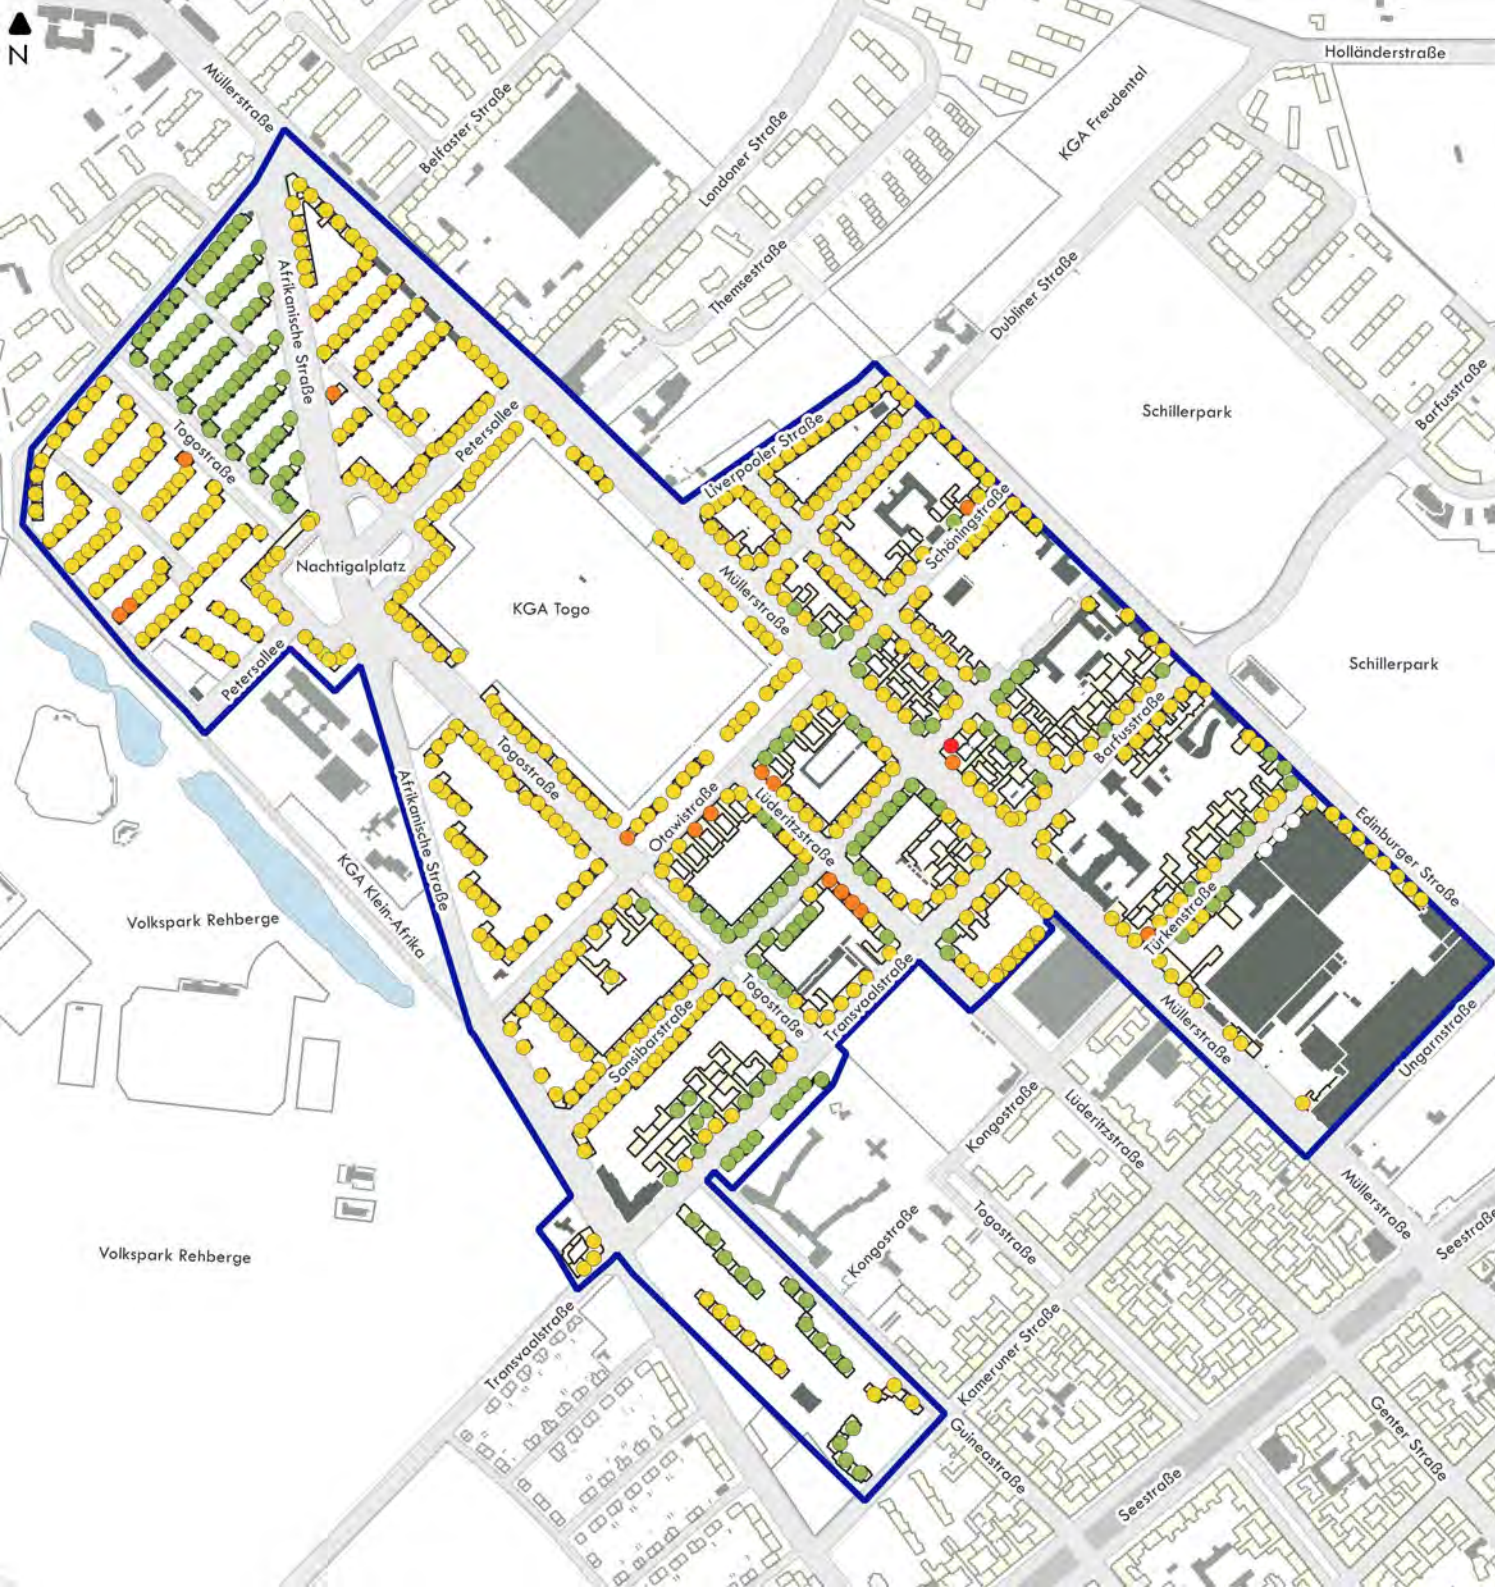 N
Holländerstraße
Müllerstraße
Belfaster Straße
KGA Freudental
Londoner Straße
Themsestraße
Dubliner Straße
Afrikanische Straße
Barfusstraße
Schillerpark
Petersallee
Togostraße
Liverpooler Straße
Schöningstraße
Nachtigalplatz
KGA Togo
Müllerstraße
Petersallee
Schillerpark
Barfusstraße
Togostraße
Otawistraße
Lüderitzstraße
Afrikanische Straße
Edinburger Straße
KGA Klein-Afrika
Volkspark Rehberge
Türkenstraße
Sansibarstraße
Togostraße
Transvaalstraße
Müllerstraße
Ungarnstraße
Kongostraße
Lüderitzstraße
Müllerstraße
Togostraße
Seestraße
Kongostraße
Volkspark Rehberge
Transvaalstraße
Kameruner Straße
Guineastraße
Genter Straße
Seestraße